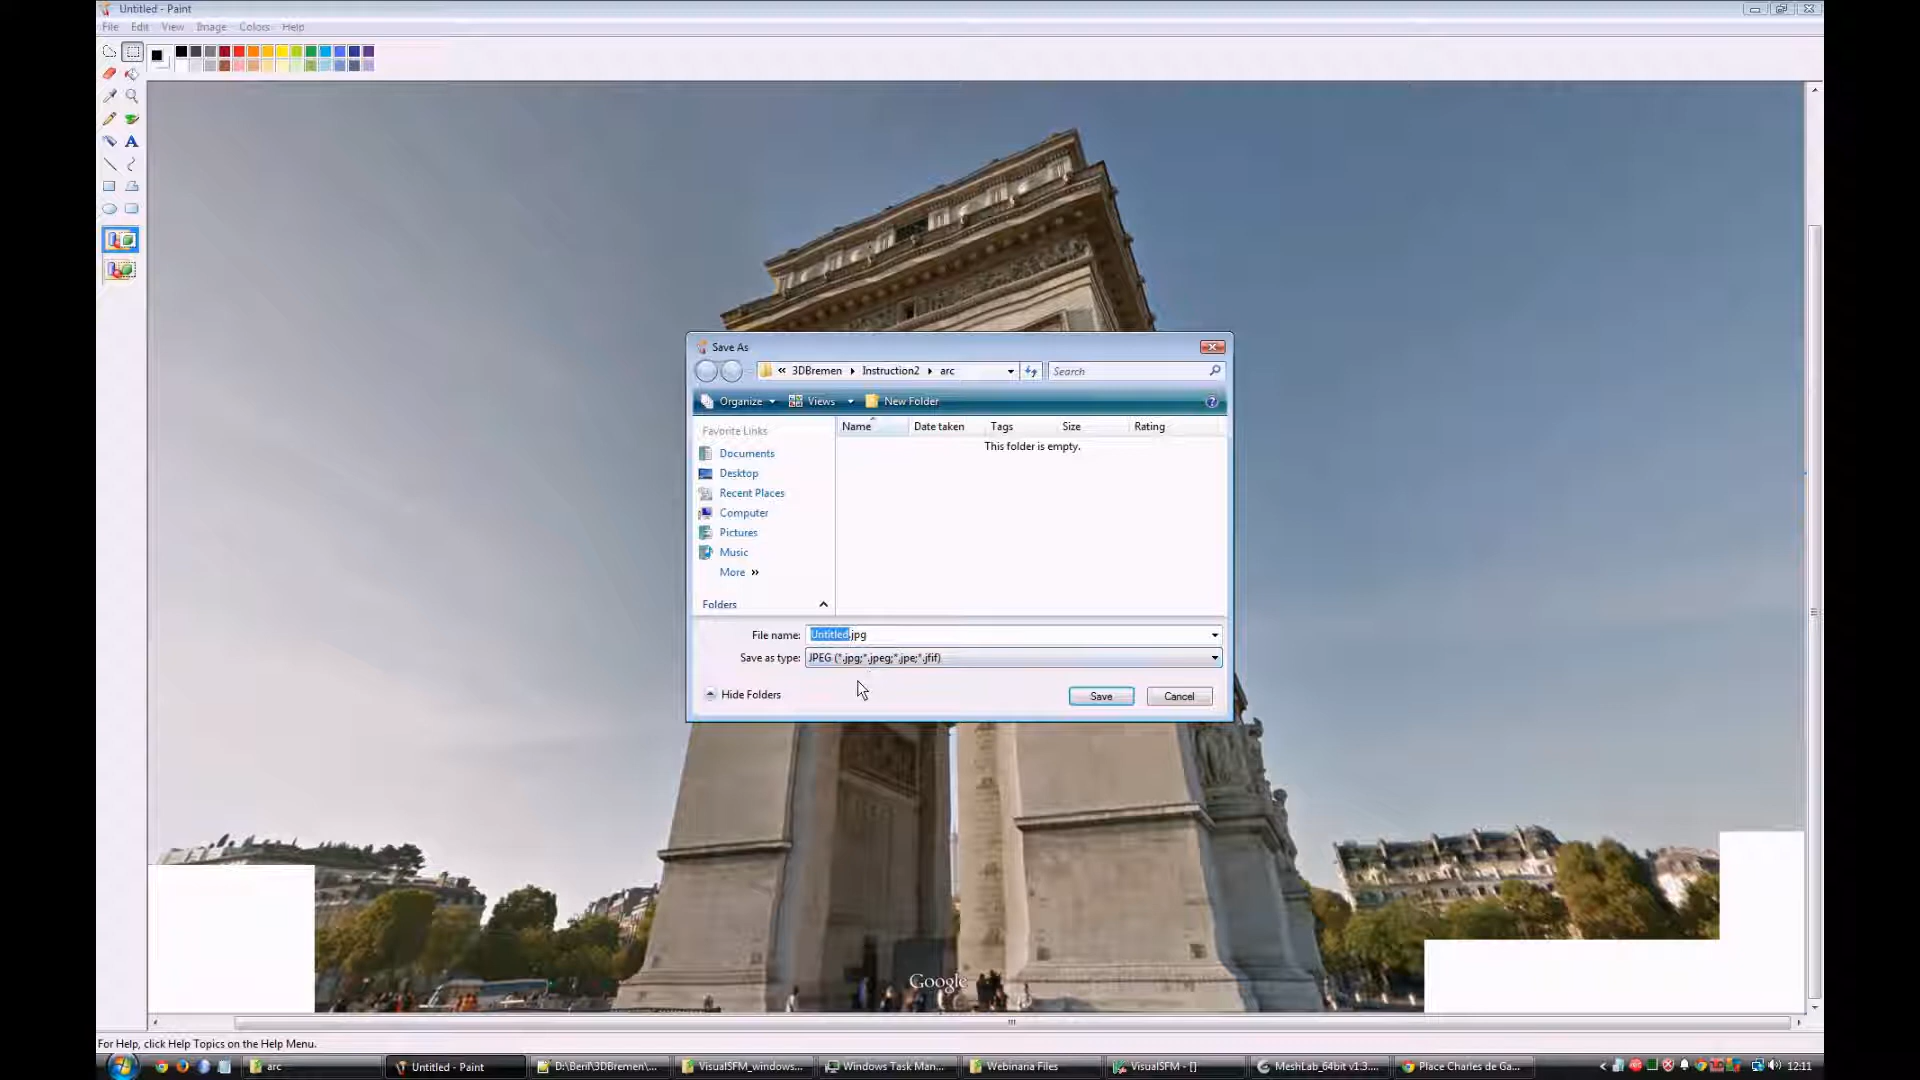 Untitled - Paint
File Edit View Image Colors Help
Save As
« 3DBremen Instruction2 arc Search
Organize Views New Folder
Favorite Links
Name Date taken Tags Size Rating
This folder is empty.
Documents
Desktop
Recent Places
Computer
Pictures
Music
More »
Folders
File name: Untitled.jpg
Save as type: JPEG (*.jpg;*.jpeg;*.jpe;*.jfif)
Hide Folders Save Cancel
Google
For Help, click Help Topics on the Help Menu.
arc Untitled - Paint D:\Beril\3DBremen\... VisualSFM_windows... Windows Task Man... Webinaria Files VisualSFM - [] MeshLab_64bit v1.3.... Place Charles de Ga... 12:11